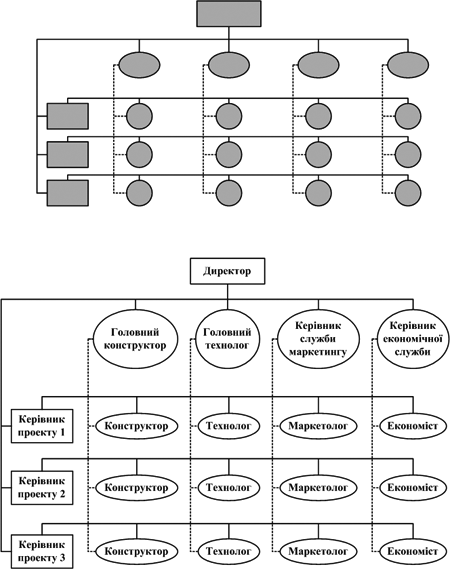 Директор
Головний
конструктор
Головний
технолог
Керівник
служби
маркетингу
Керівник
економічної
служби
Керівник
проекту 1
Конструктор
Технолог
Маркетолог
Економіст
Керівник
проекту 2
Конструктор
Технолог
Маркетолог
Економіст
Керівник
проекту 3
Конструктор
Технолог
Маркетолог
Економіст